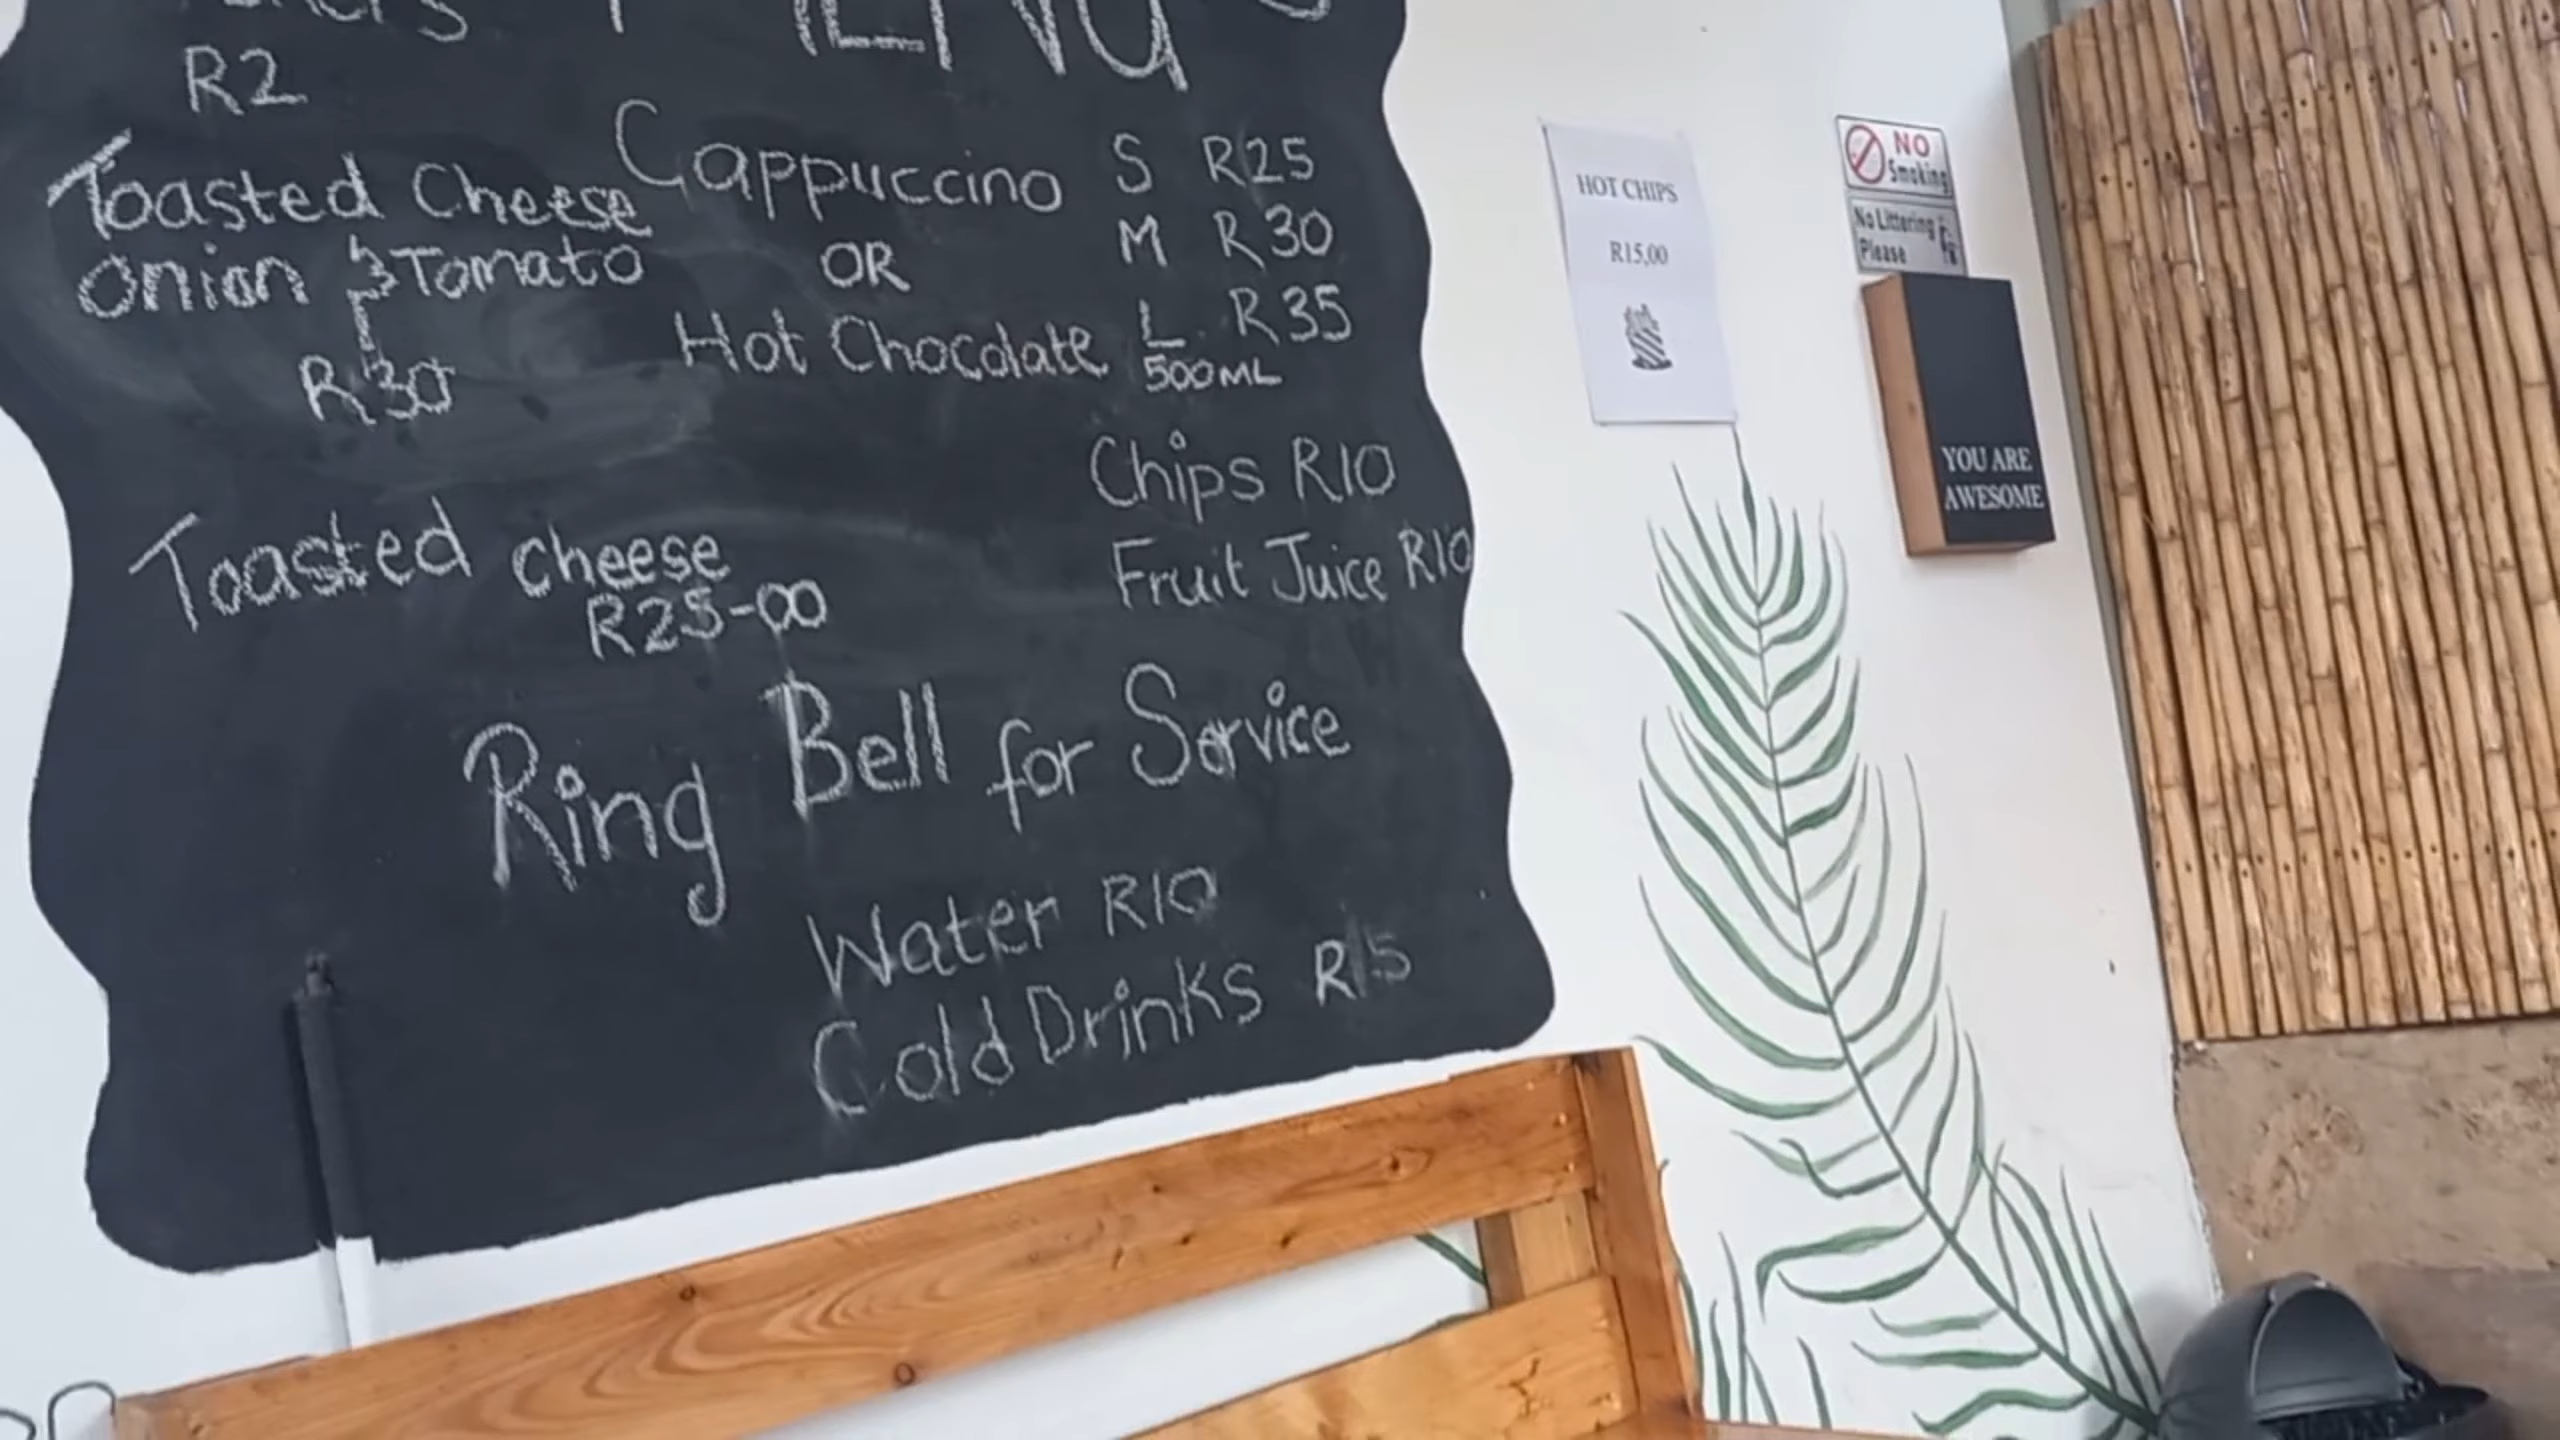 R2
Toasted Cheese
Onion & Tomato
R30
Cappuccino
OR
Hot Chocolate
S R25
M R30
L R35
500ML
Chips R10
Fruit Juice R10
Toasted cheese
R25-00
Ring Bell for Service
Water R10
Cold Drinks R15
HOT CHIPS
R15,00
NO
Smoking
No Littering
Please
YOU ARE
AWESOME